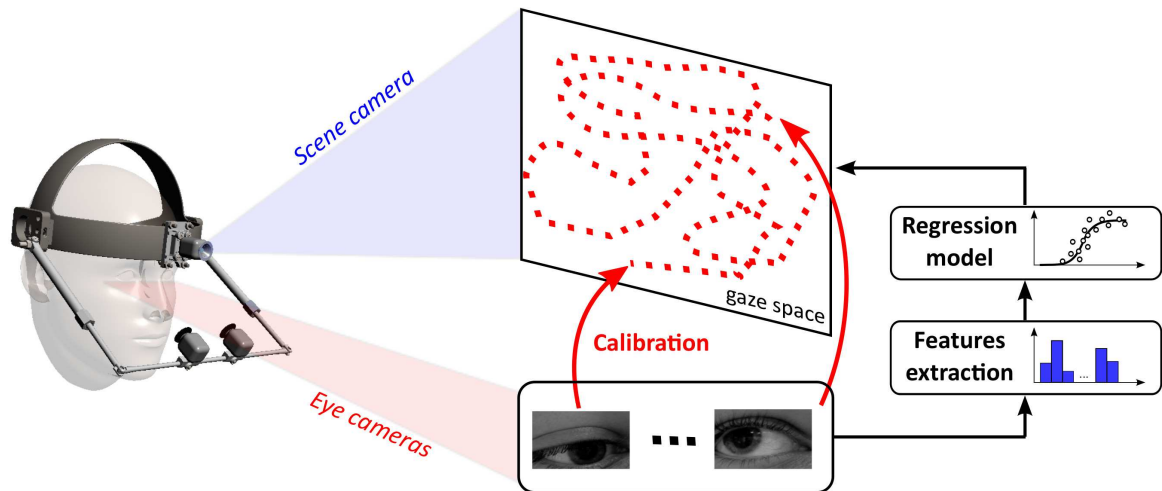 Scene camera
Regression
model
gaze space
Calibration
Features
extraction
...
Eye cameras